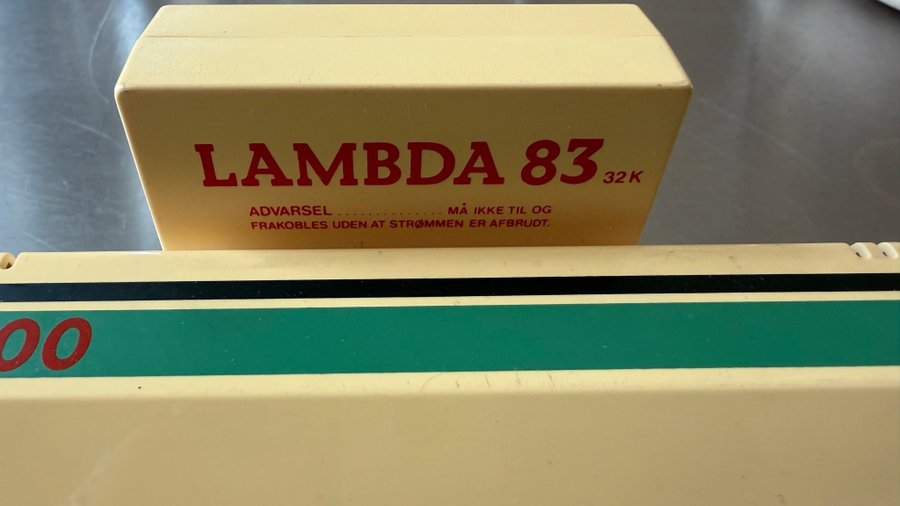 LAMBDA 83 32K
ADVARSEL .............. MÅ IKKE TIL OG
FRAKOBLES UDEN AT STRØMMEN ER AFBRUDT.
00